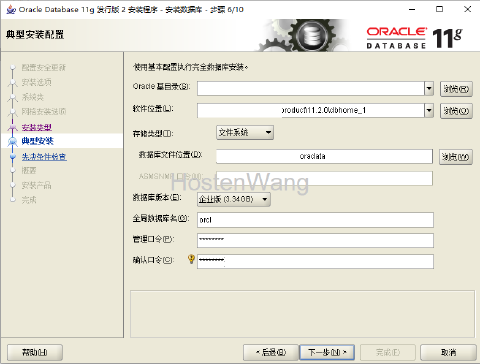 Oracle Database 11g 发行版 2 安装程序 - 安装数据库 - 步骤 6/10
典型安装配置
ORACLE 11g
DATABASE
配置安全更新
安装选项
系统类
网格安装选项
安装类型
典型安装
先决条件检查
概要
安装产品
完成
使用基本配置执行完全数据库安装。
Oracle 基目录(B):
浏览(R)
软件位置(L):
product\11.2.0\dbhome_1
浏览(O)
存储类型(T):
文件系统
数据库文件位置(D):
oradata
浏览(W)
HostenWang
数据库版本(E):
企业版 (3.34GB)
全局数据库名(G):
orcl
管理口令(P):
********
确认口令(C):
********
帮助(H)
< 后退(B)
下一步(N) >
完成(F)
取消